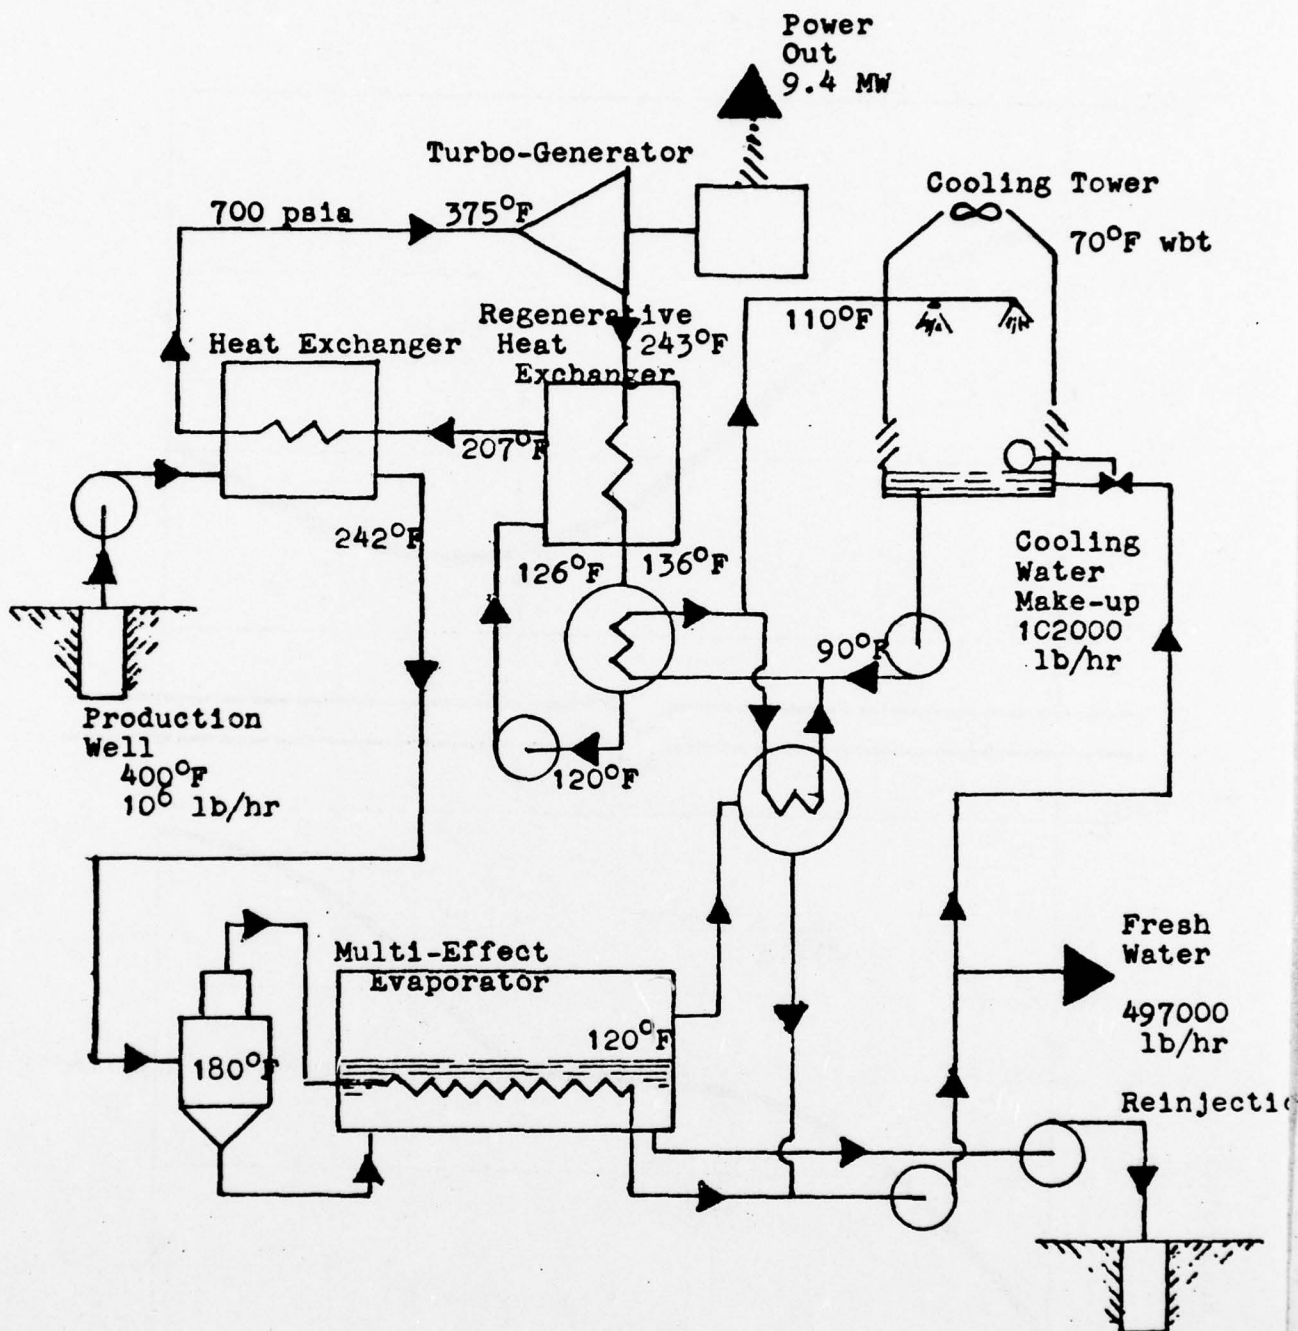 Power
Out
9.4 MW
Turbo-Generator
Cooling Tower
700 psia
375°F
70°F wbt
Regenerative
Heat
Exchanger
110°F
243°F
Heat Exchanger
207°F
242°F
126°F
136°F
Cooling
Water
Make-up
102000
lb/hr
90°F
Production
Well
400°F
10⁶ lb/hr
120°F
Multi-Effect
Evaporator
Fresh
Water
120°F
497000
lb/hr
180°F
Reinjectic